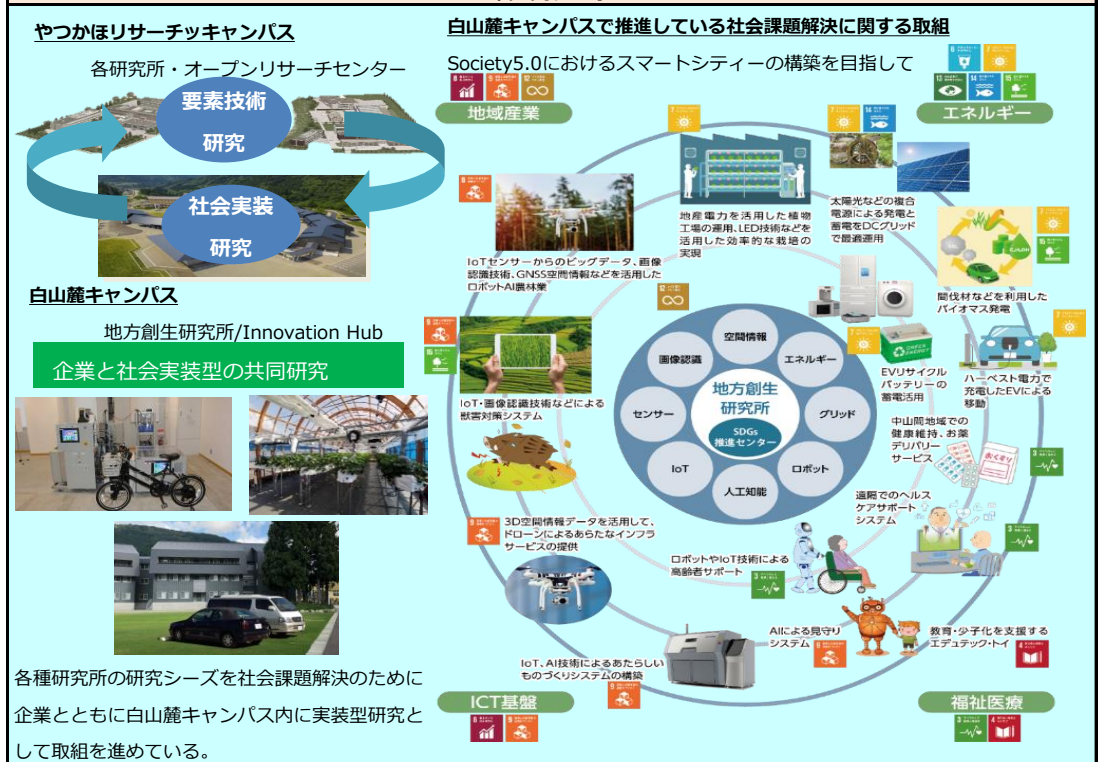 やつかほリサーチッキャンパス
各研究所・オープンリサーチセンター
要素技術
研究
社会実装
研究
白山麓キャンパス
地方創生研究所/Innovation Hub
企業と社会実装型の共同研究
各種研究所の研究シーズを社会課題解決のために
企業とともに白山麓キャンパス内に実装型研究と
して取組を進めている。
白山麓キャンパスで推進している社会課題解決に関する取組
Society5.0におけるスマートシティーの構築を目指して
地域産業
エネルギー
地産電力を活用した植物
工場の運用、LED技術などを
活用した効率的な栽培の
実現
太陽光などの複合
電源による発電と
蓄電をDCグリッド
で最適運用
IoTセンサーからのビッグデータ、画像
認識技術、GNSS空間情報などを活用した
ロボットAI農林業
間伐材などを利用した
バイオマス発電
GREEN
ENERGY
EVリサイクル
バッテリーの
蓄電活用
ハーベスト電力で
充電したEVによる
移動
IoT・画像認識技術などによる
獣害対策システム
空間情報
エネルギー
グリッド
ロボット
人工知能
IoT
センサー
画像認識
地方創生
研究所
SDGs
推進センター
中山間地域での
健康維持、お薬
デリバリー
サービス
おくすり
遠隔でのヘルス
ケアサポート
システム
3D空間情報データを活用して、
ドローンによるあらたなインフラ
サービスの提供
ロボットやIoT技術による
高齢者サポート
AIによる見守り
システム
教育・少子化を支援する
エデュテック・トイ
IoT、AI技術によるあたらしい
ものづくりシステムの構築
ICT基盤
福祉医療